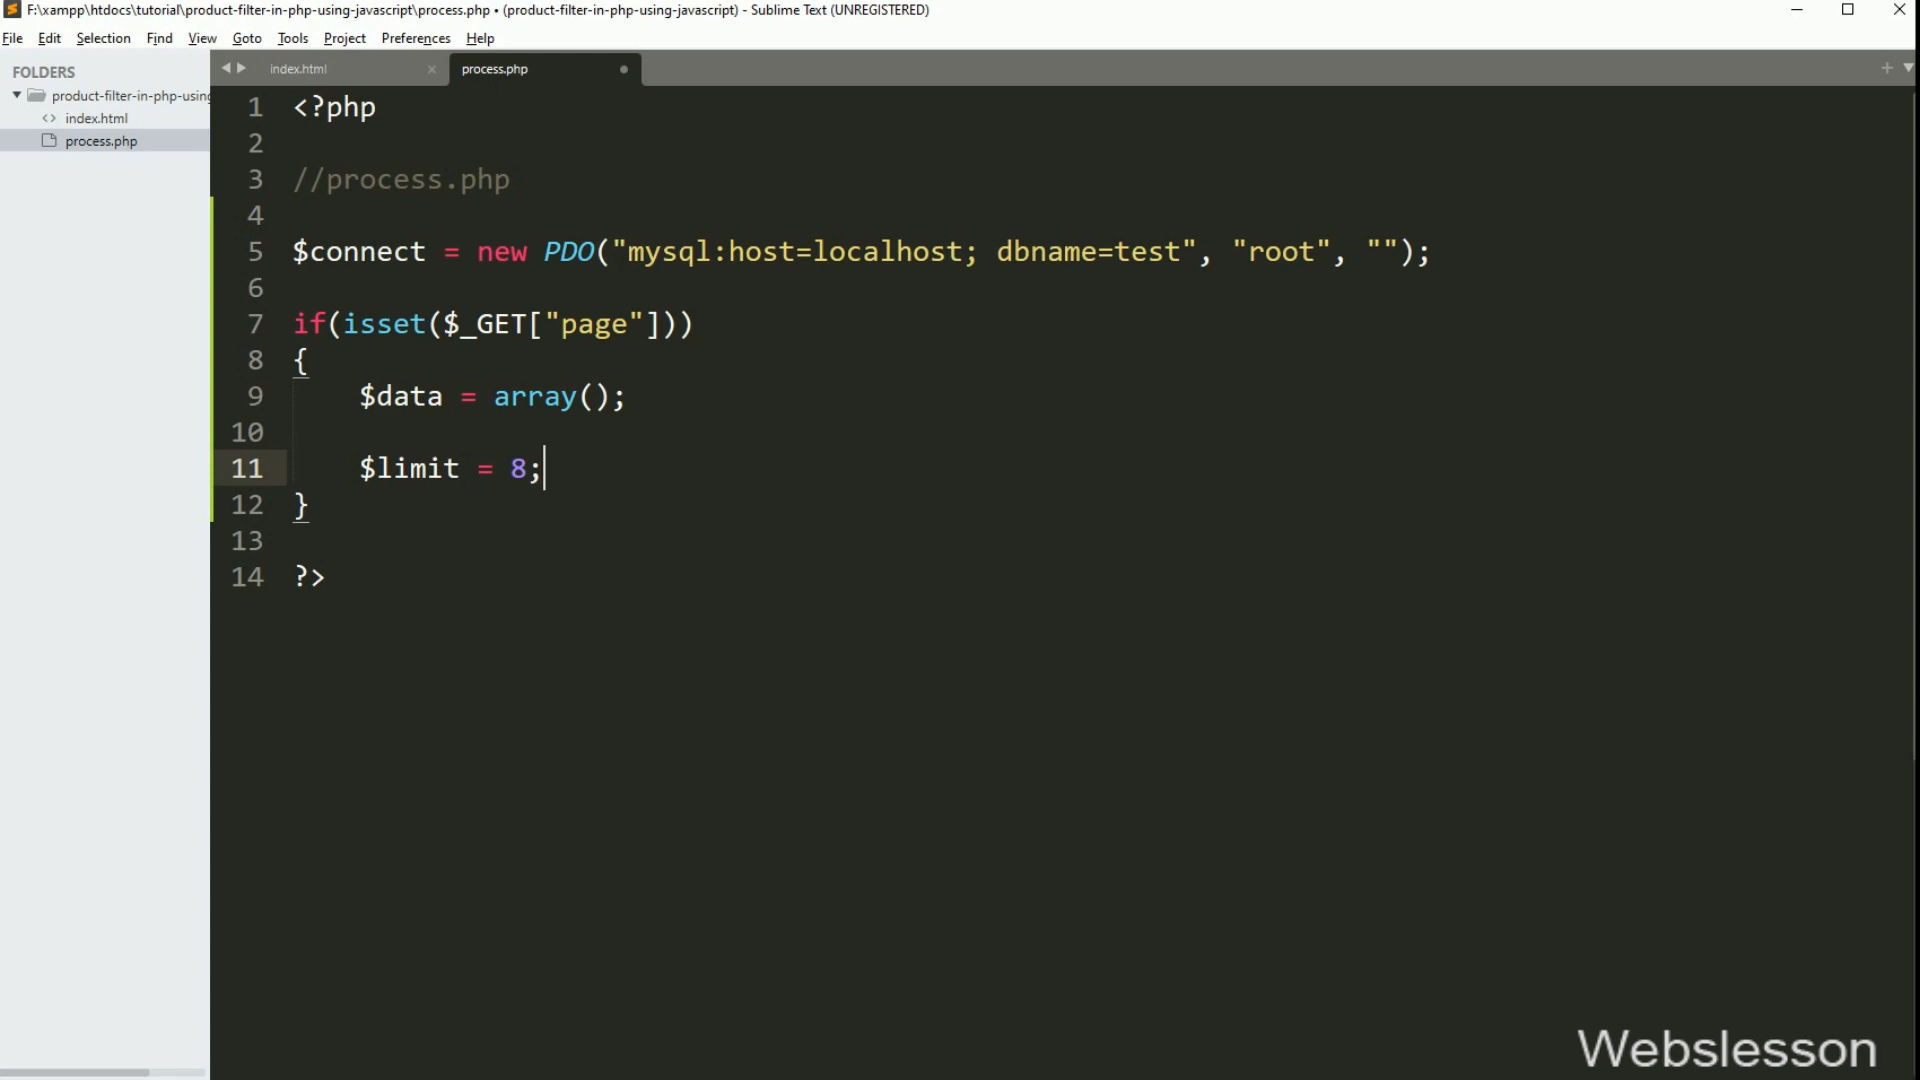 F:\xampp\htdocs\tutorial\product-filter-in-php-using-javascript\process.php • (product-filter-in-php-using-javascript) - Sublime Text (UNREGISTERED)
File Edit Selection Find View Goto Tools Project Preferences Help
FOLDERS
product-filter-in-php-using
index.html
process.php
index.html process.php
1 <?php
2
3 //process.php
4
5 $connect = new PDO("mysql:host=localhost; dbname=test", "root", "");
6
7 if(isset($_GET["page"]))
8 {
9 $data = array();
10
11 $limit = 8;
12 }
13
14 ?>
Webslesson